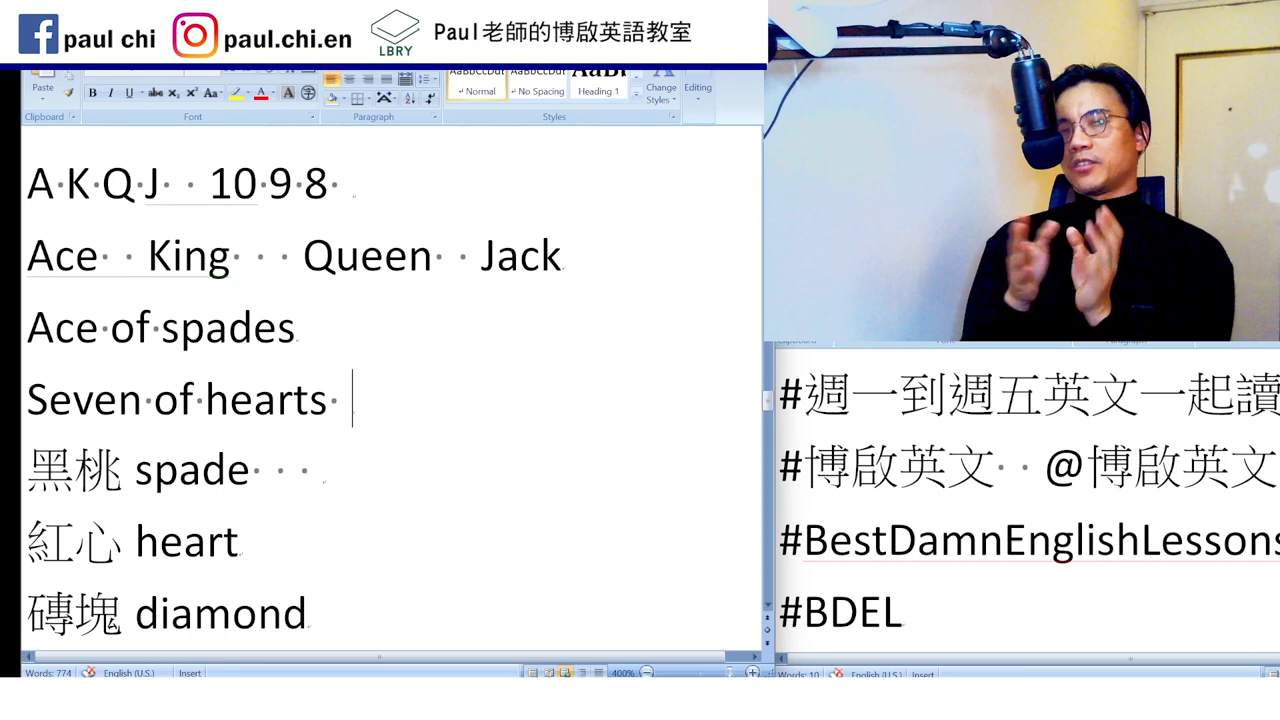 paul chi
paul.chi.en
LBRY
Paul老師的博啟英語教室
Paste
Clipboard
Font
Paragraph
AaBbCcDd
AaBbCcDd
Normal
No Spacing
Heading 1
Change Styles
Styles
Editing
A K Q J 10 9 8
Ace King Queen Jack
Ace of spades
Seven of hearts
黑桃 spade
紅心 heart
磚塊 diamond
Words: 774
English (U.S.)
Insert
400%
#週一到週五英文一起讀
#博啟英文 @博啟英文
#BestDamnEnglishLessons
#BDEL
Words: 10
English (U.S.)
Insert